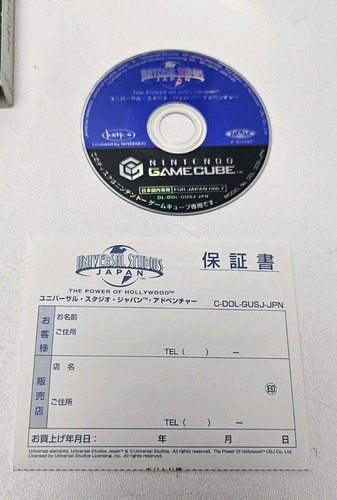 UNIVERSAL STUDIOS
JAPAN
THE POWER OF HOLLYWOOD™
ユニバーサル・スタジオ・ジャパン™・アドベンチャー
kemco
Licensed by NINTENDO
NINTENDO
GAMECUBE™
日本国内専用 FOR JAPAN ONLY
DL-DOL-GUSJ-JPN
このディスクはニンテンドーゲームキューブ専用です。
UNIVERSAL STUDIOS
JAPAN
保証書
THE POWER OF HOLLYWOOD™
ユニバーサル・スタジオ・ジャパン™・アドベンチャー
C-DOL-GUSJ-JPN
お客様
お名前
ご住所
TEL ( ) ー
販売店
店 名
印
ご住所
TEL ( ) ー
お買上げ年月日: 年 月 日
Universal elements, Universal Studios Japan™ & © Universal Studios. All rights reserved. The Power Of Hollywood™ USJ Co., Ltd.
Licensed by Universal Studios Licensing, Inc. All rights reserved.